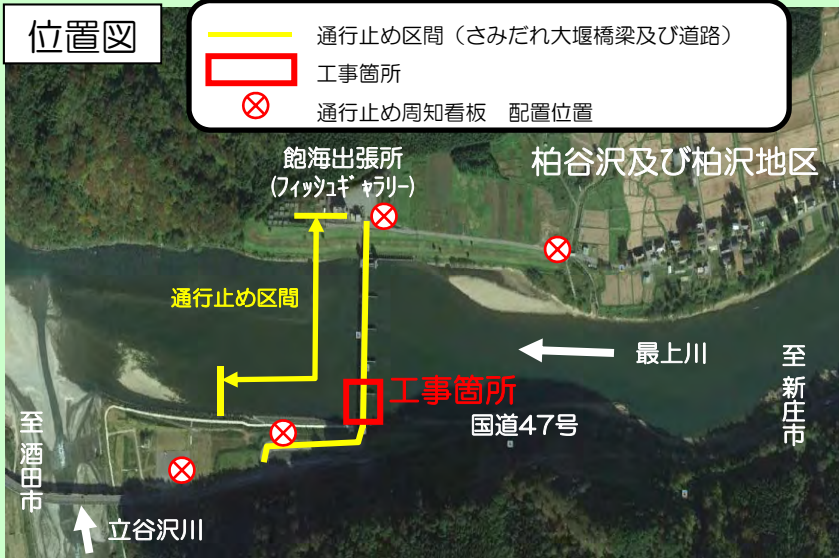 位置図
通行止め区間（さみだれ大堰橋梁及び道路）
工事箇所
通行止め周知看板　配置位置
飽海出張所
(ﾌｨｯｼｭｷﾞｬﾗﾘｰ)
柏谷沢及び柏沢地区
通行止め区間
最上川
至新庄市
工事箇所
国道47号
至酒田市
立谷沢川